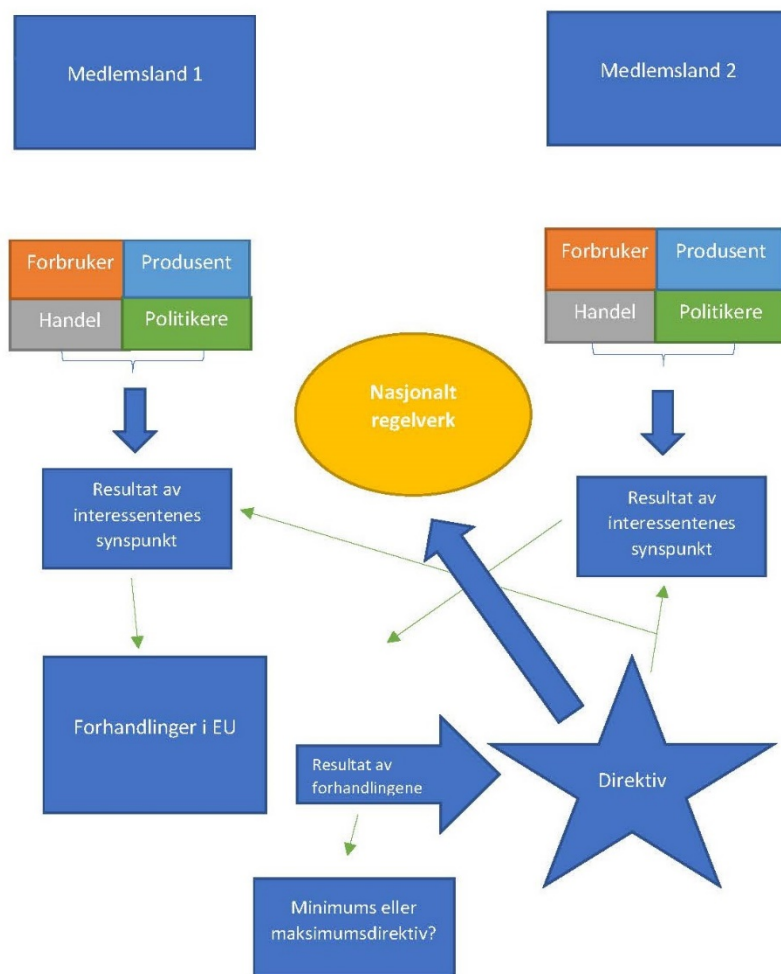 Medlemsland 1
Medlemsland 2
Forbruker
Produsent
Handel
Politikere
Forbruker
Produsent
Handel
Politikere
Nasjonalt
regelverk
Resultat av
interessentenes
synspunkt
Resultat av
interessentenes
synspunkt
Forhandlinger i EU
Resultat av
forhandlingene
Direktiv
Minimums eller
maksimumsdirektiv?